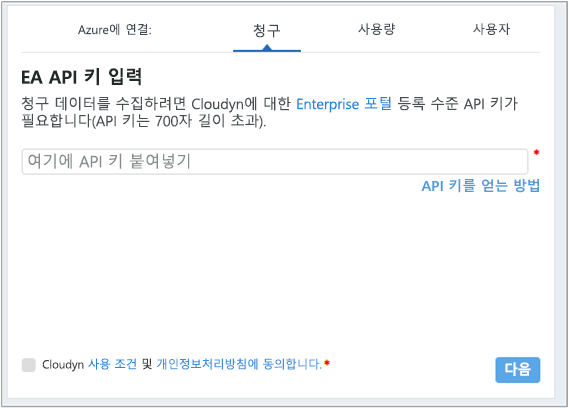 Azure에 연결: 청구 사용량 사용자
EA API 키 입력
청구 데이터를 수집하려면 Cloudyn에 대한 Enterprise 포털 등록 수준 API 키가
필요합니다(API 키는 700자 길이 초과).
여기에 API 키 붙여넣기 *
API 키를 얻는 방법
Cloudyn 사용 조건 및 개인정보처리방침에 동의합니다.* 다음